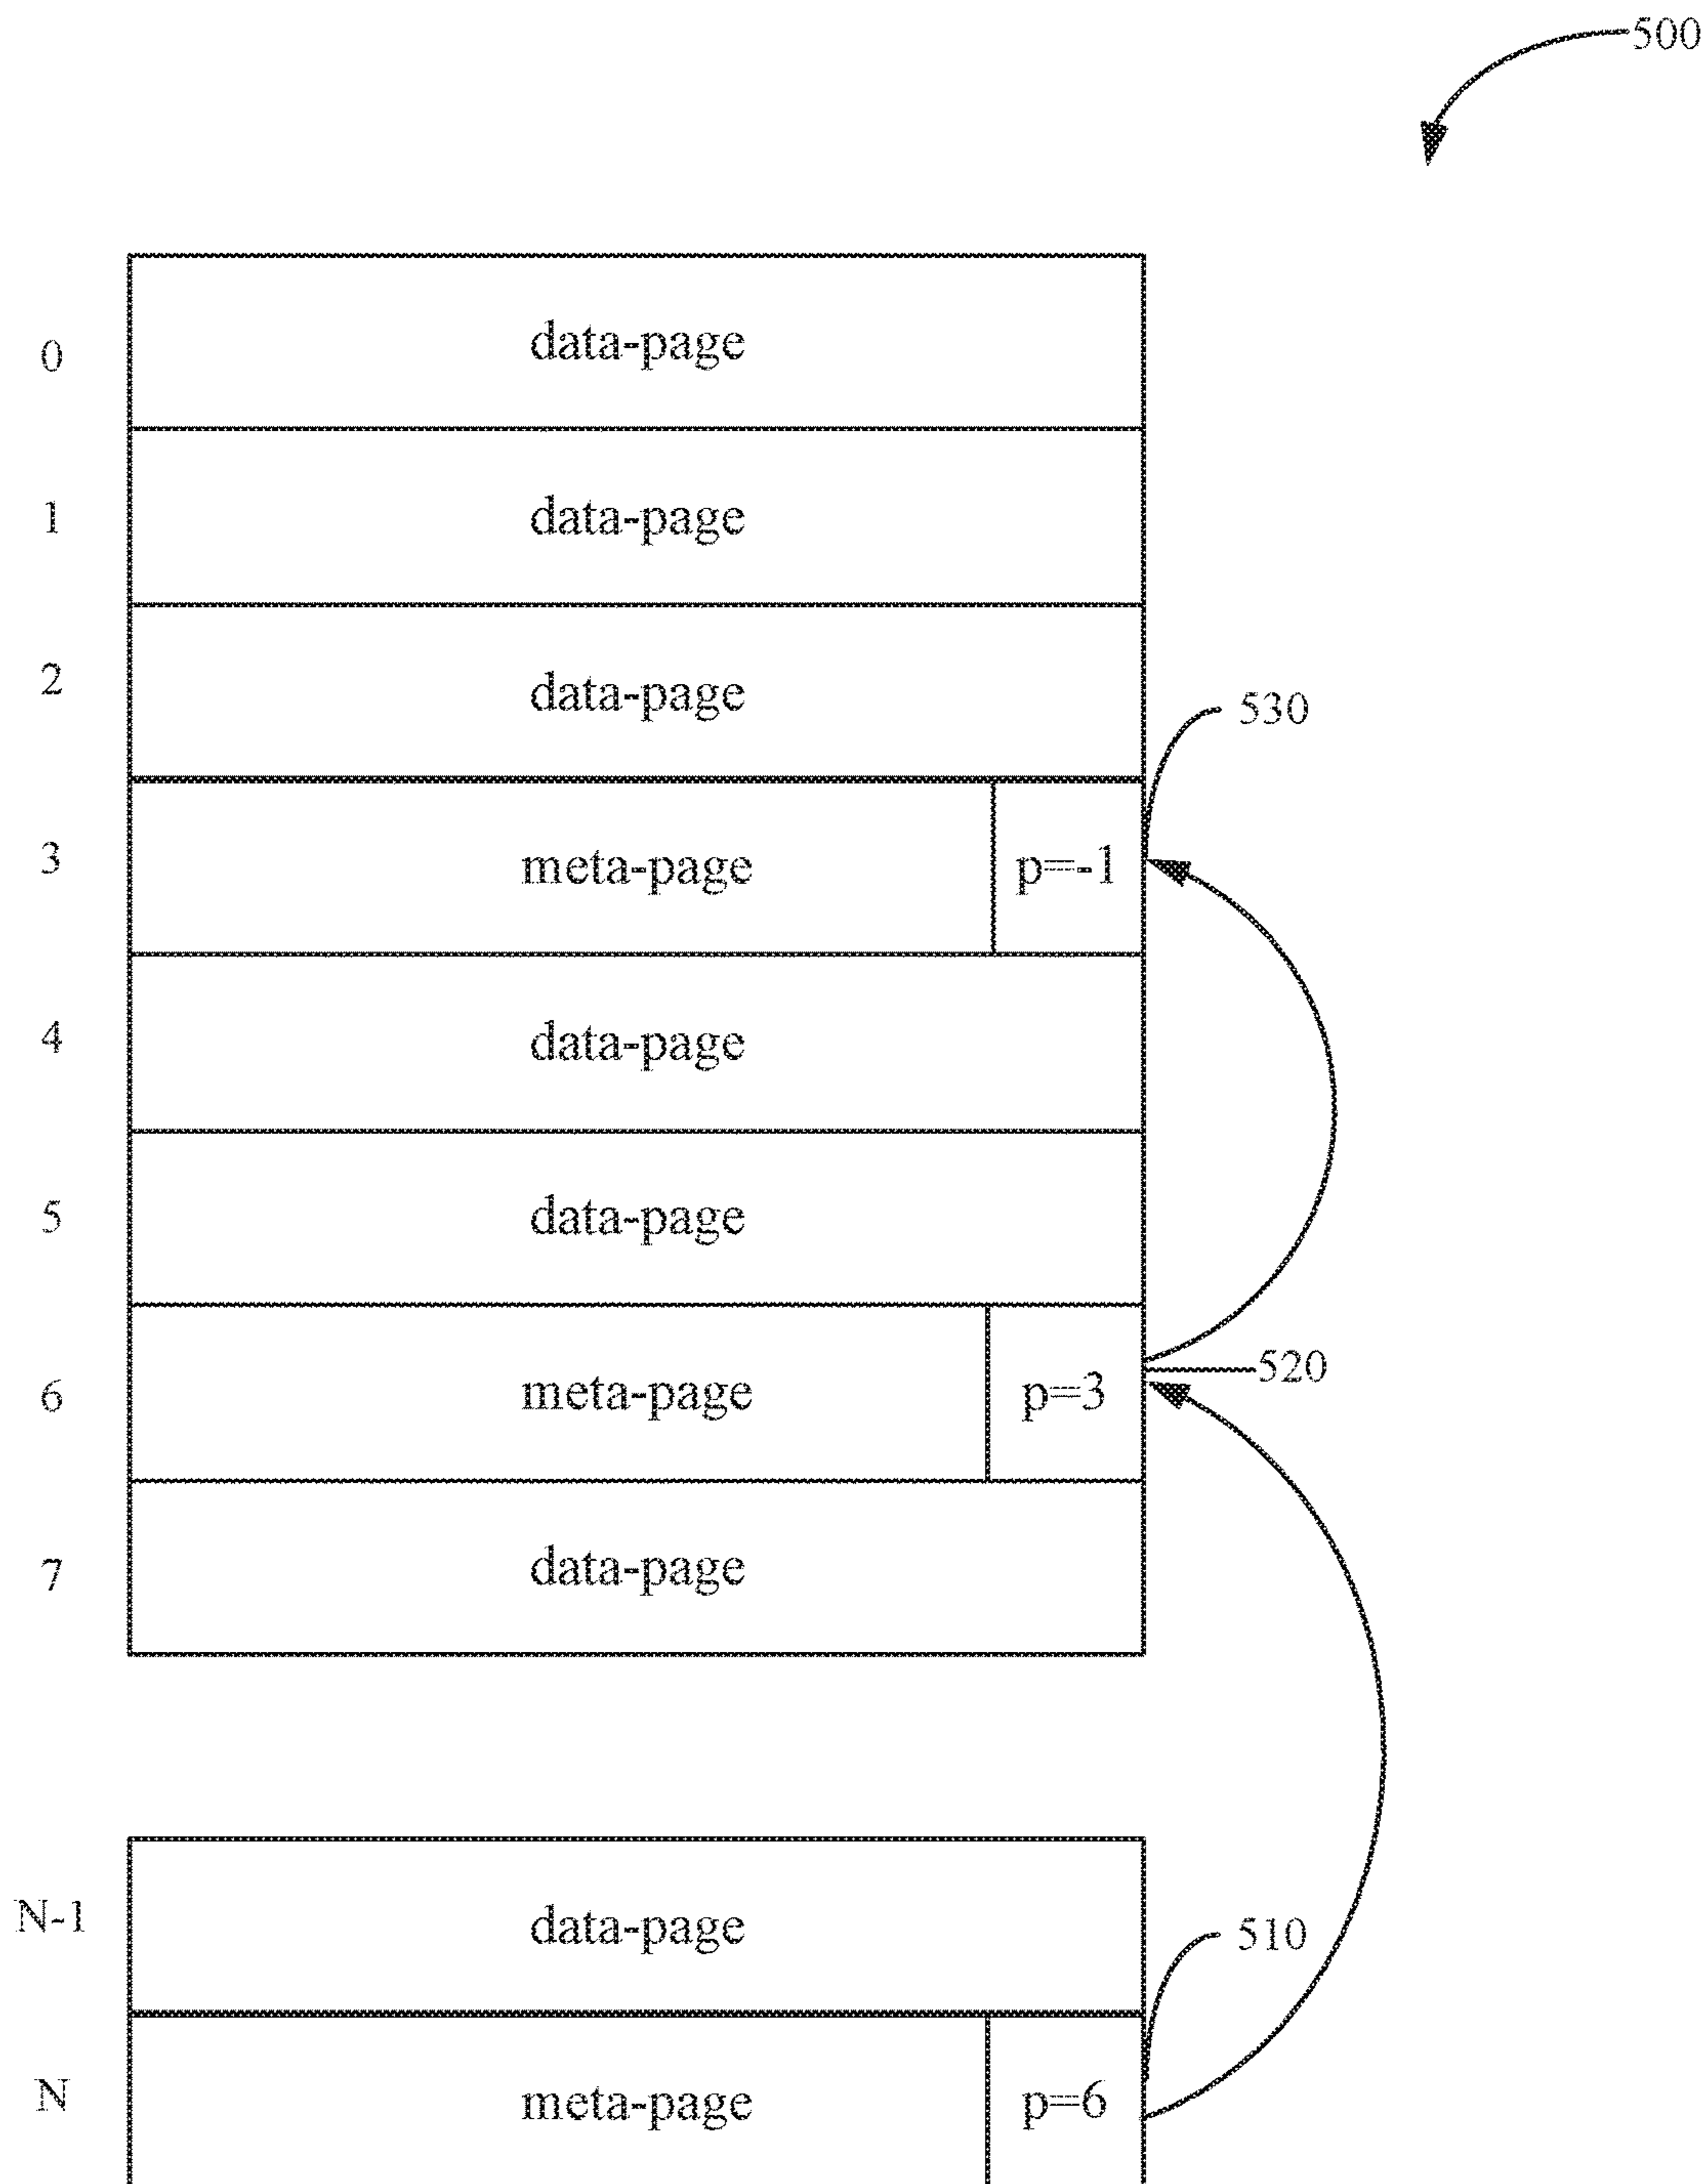 500
0 data-page
1 data-page
2 data-page
530
3 meta-page p=-1
4 data-page
5 data-page
520
6 meta-page p=3
7 data-page
N-1 data-page
510
N meta-page p=6